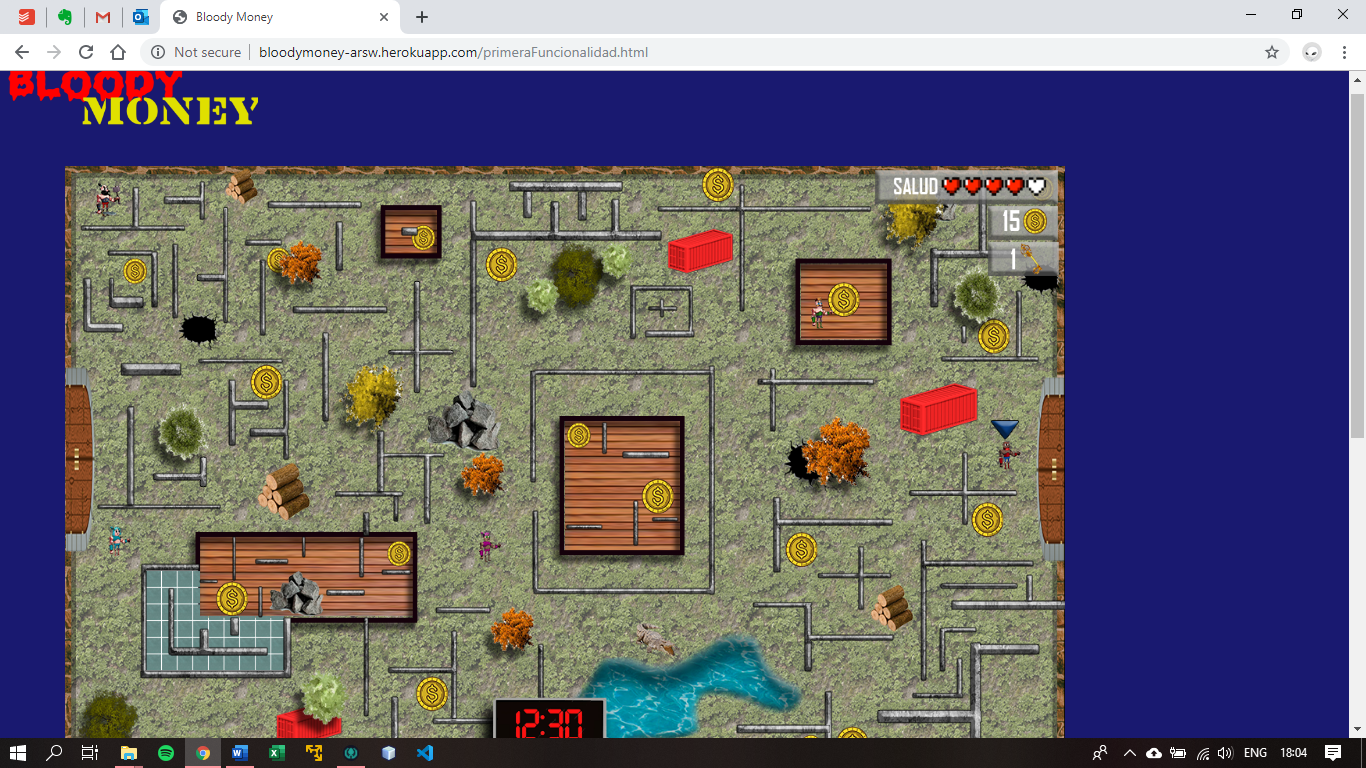 Bloody Money
Not secure
bloodymoney-arsw.herokuapp.com/primeraFuncionalidad.html
BLOODY
MONEY
SALUD
15
1
12:30
ENG
18:04